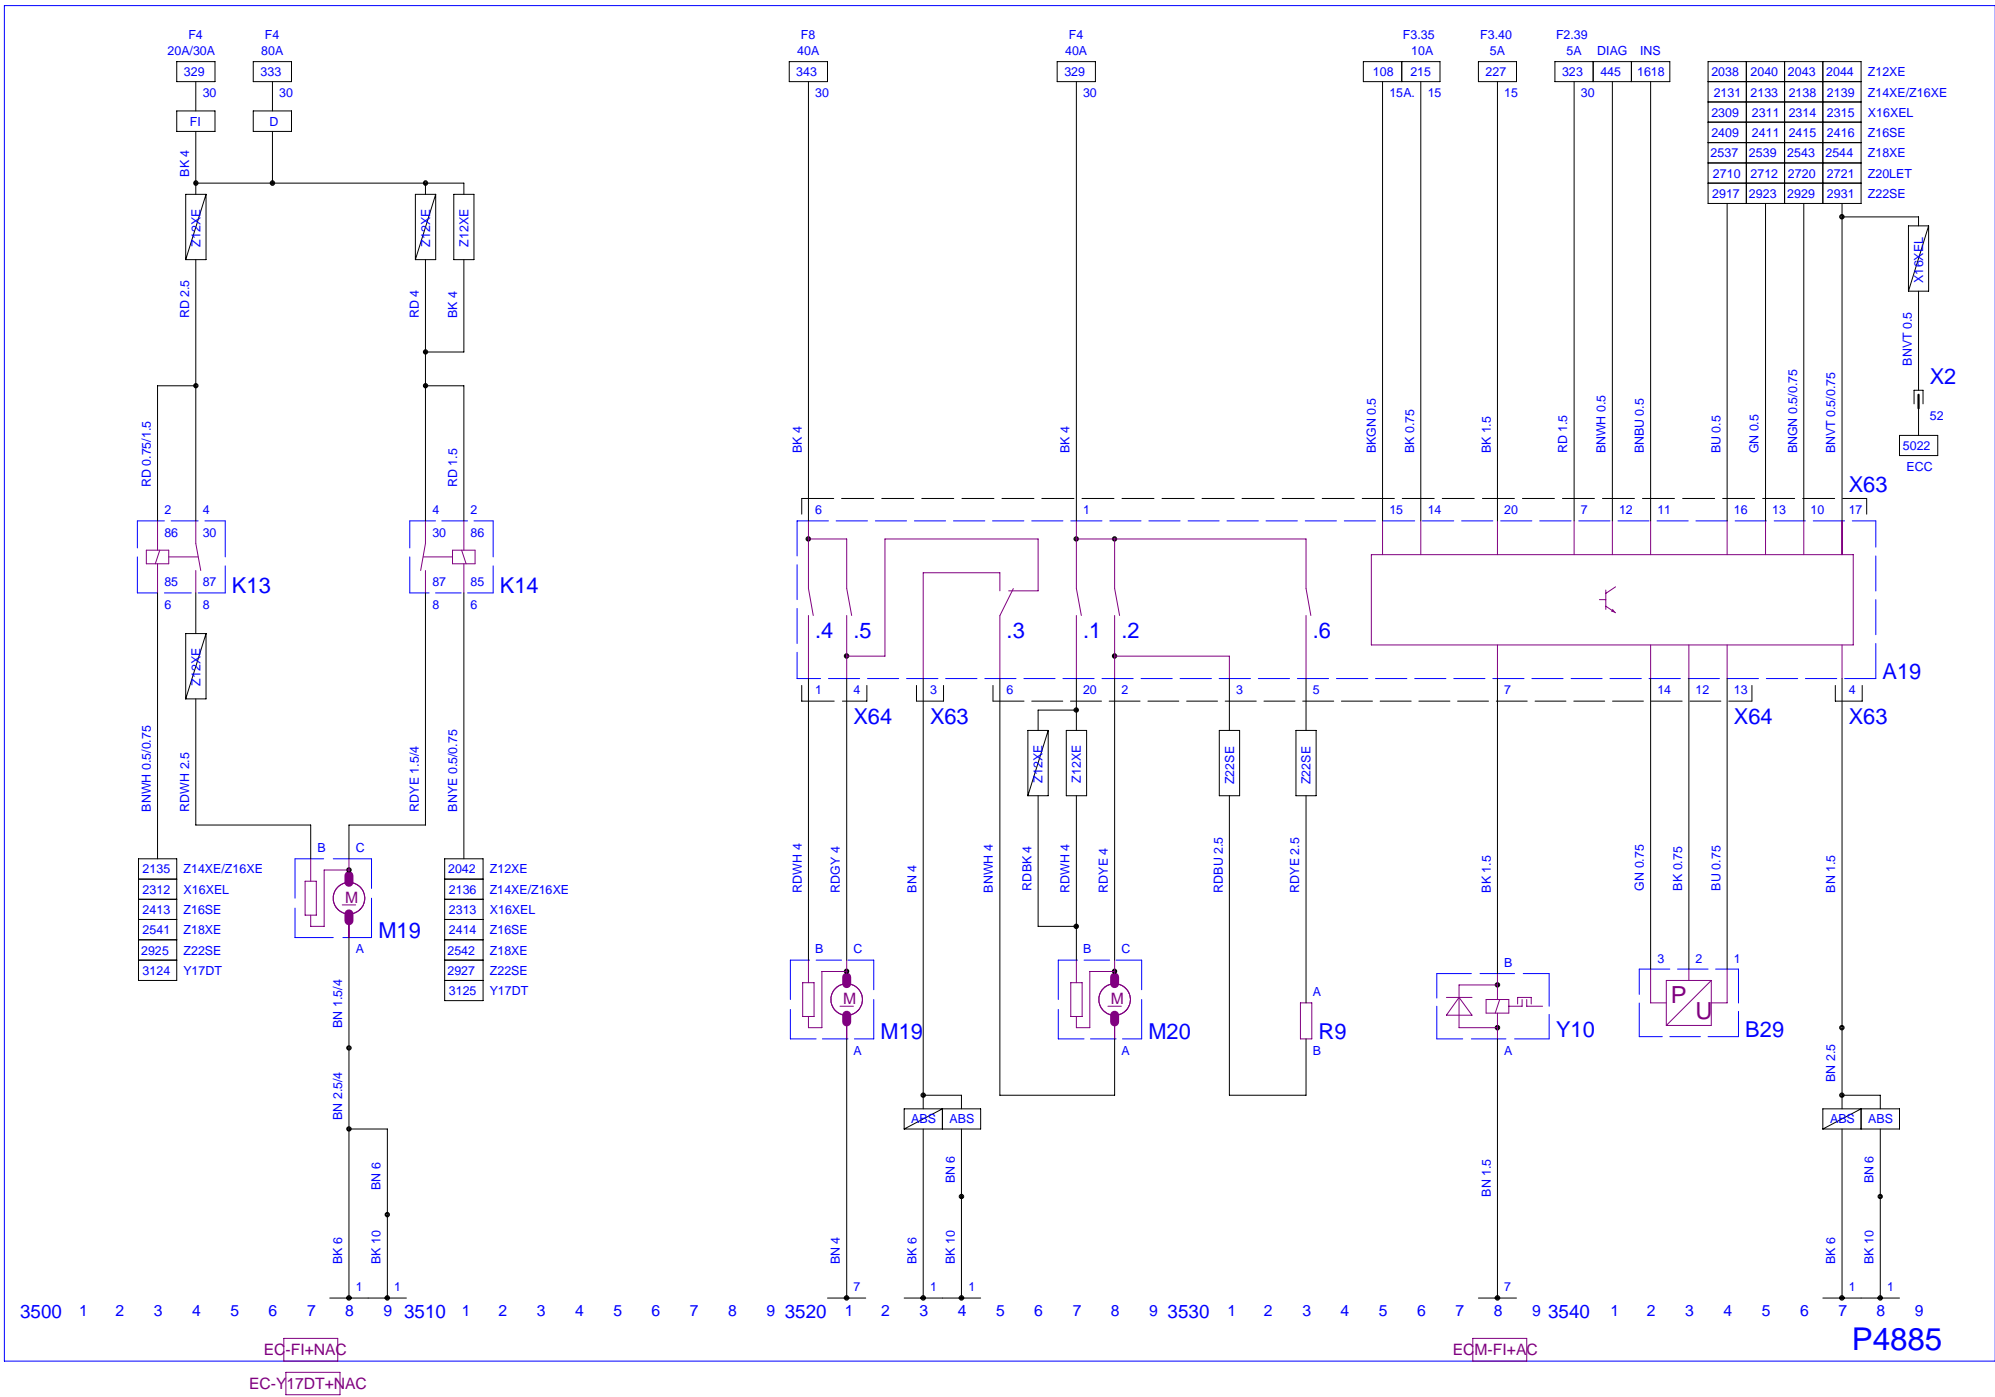 F4 F4 F8 F4 F3.35 F3.40 F2.39
20A/30A 80A 40A 40A 10A 5A 5A DIAG INS
329 333 343 329 108 215 227 323 445 1618 2038 2040 2043 2044 Z12XE
30 30 30 30 15A. 15 15 30 2131 2133 2138 2139 Z14XE/Z16XE
FI D 2309 2311 2314 2315 X16XEL
2409 2411 2415 2416 Z16SE
BK 4 2537 2539 2543 2544 Z18XE
2710 2712 2720 2721 Z20LET
2917 2923 2929 2931 Z22SE
Z12XE Z12XE Z12XE X16XEL
RD 2.5 RD 4 BK 4 BNVT 0.5
X2
52
5022
ECC
RD 0.75/1.5 RD 1.5 BK 4 BK 4 BKGN 0.5 BK 0.75 BK 1.5 RD 1.5 BNWH 0.5 BNBU 0.5 BU 0.5 GN 0.5 BNGN 0.5/0.75 BNVT 0.5/0.75
X63
2 4 4 2 6 1 15 14 20 7 12 11 16 13 10 17
86 30 30 86
85 87 K13 87 85 K14
6 8 8 6
.4 .5 .3 .1 .2 .6
A19
Z12XE
1 4 3 6 20 2 3 5 7 14 12 13 4
X64 X63 X64 X63
BNWH 0.5/0.75 RDWH 2.5 RDYE 1.5/4 BNYE 0.5/0.75 Z12XE Z12XE Z22SE Z22SE
B C
RDWH 4 RDGY 4 BN 4 BNWH 4 RDBK 4 RDWH 4 RDYE 4 RDBU 2.5 RDYE 2.5 BK 1.5 GN 0.75 BK 0.75 BU 0.75 BN 1.5
2135 Z14XE/Z16XE 2042 Z12XE
2312 X16XEL 2136 Z14XE/Z16XE
2413 Z16SE M 2313 X16XEL
2541 Z18XE M19 2414 Z16SE
2925 Z22SE A 2542 Z18XE
3124 Y17DT 2927 Z22SE
3125 Y17DT
B C B C B 3 2 1
A
M M P U
M19 M20 R9 Y10 B29
A A B A
BN 1.5/4
BN 2.5/4 BN 2.5
ABS ABS ABS ABS
BN 6 BN 6 BN 1.5 BN 6
BK 6 BK 10 BN 4 BK 6 BK 10 BK 6 BK 10
1 1 7 1 1 7 1 1
3500 1 2 3 4 5 6 7 8 9 3510 1 2 3 4 5 6 7 8 9 3520 1 2 3 4 5 6 7 8 9 3530 1 2 3 4 5 6 7 8 9 3540 1 2 3 4 5 6 7 8 9
P4885
EC-FI+NAC ECM-FI+AC
EC-Y17DT+NAC